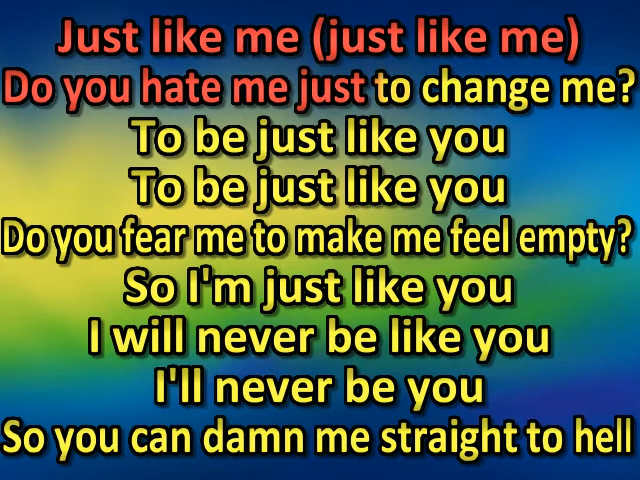 Just like me (just like me)
Do you hate me just to change me?
To be just like you
To be just like you
Do you fear me to make me feel empty?
So I'm just like you
I will never be like you
I'll never be you
So you can damn me straight to hell